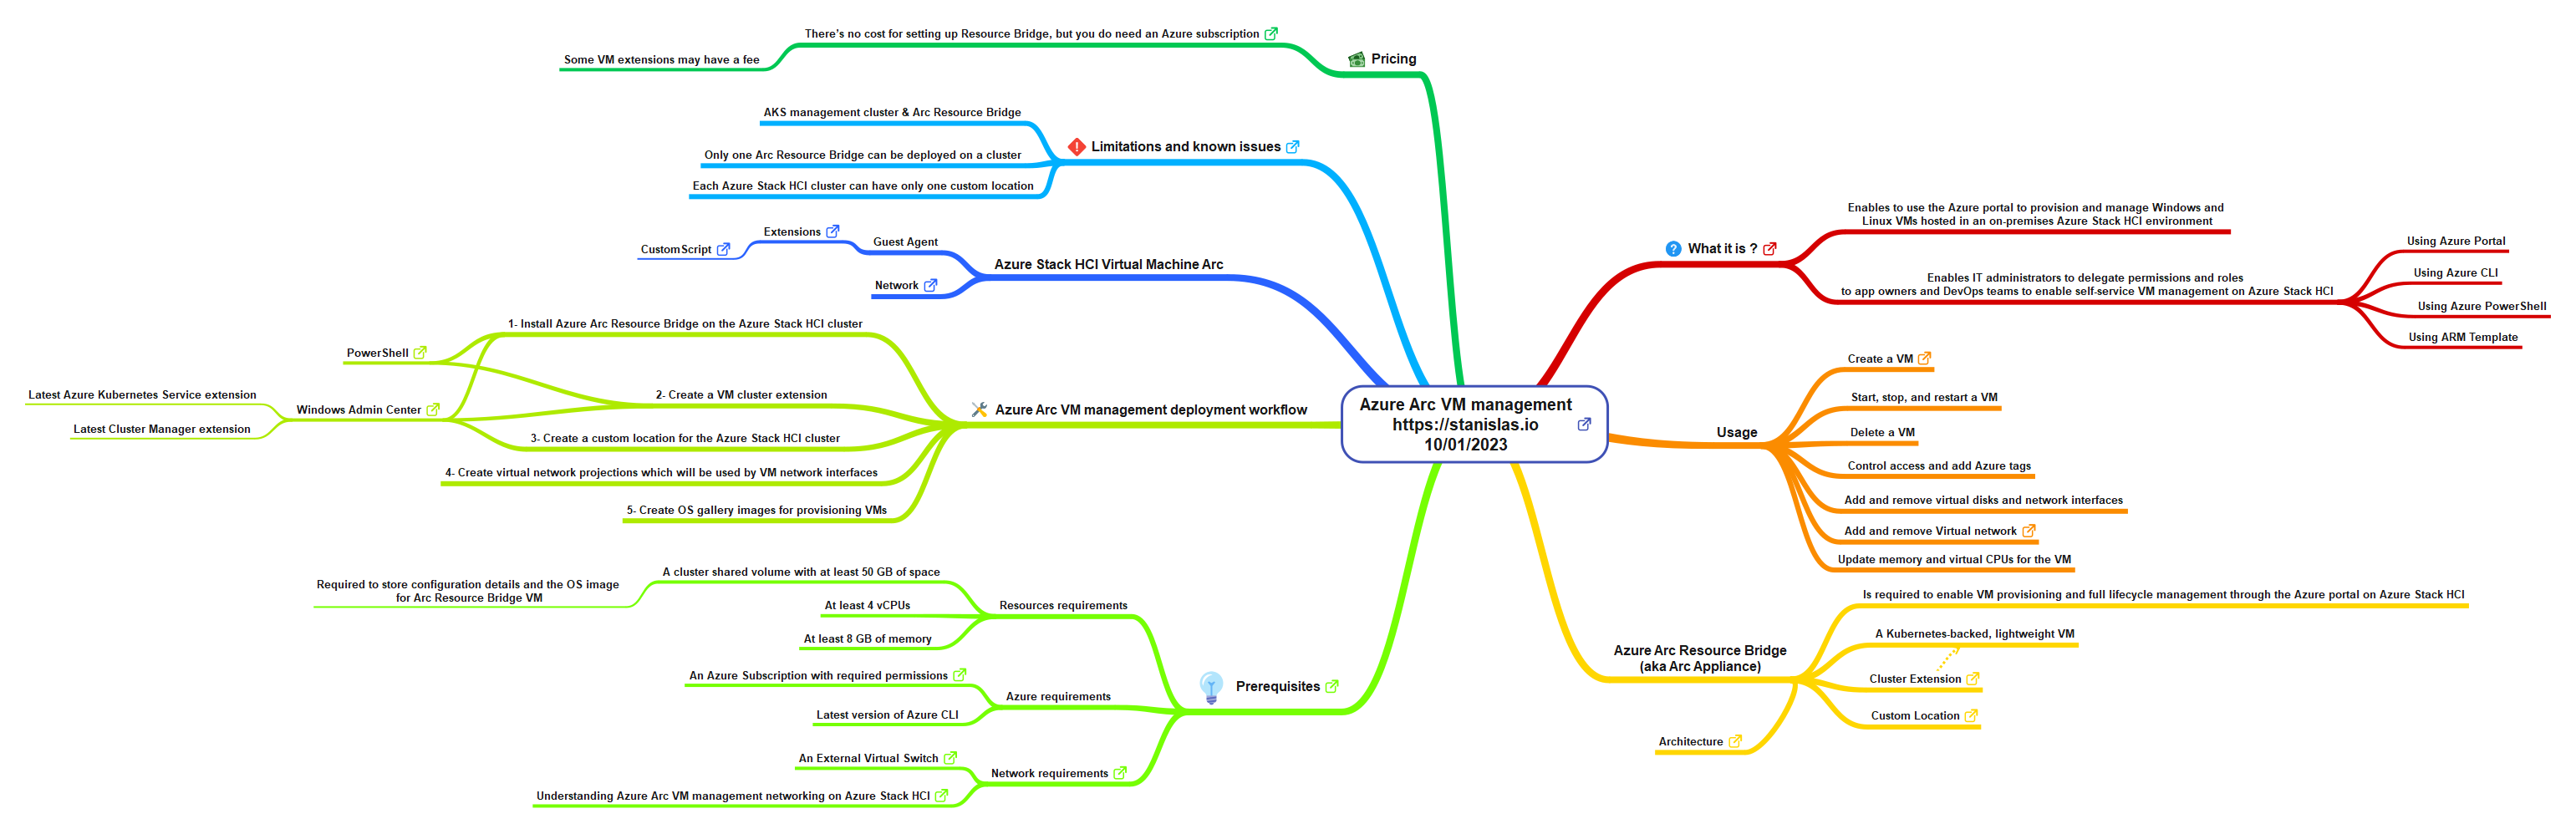 Azure Arc VM management
https://stanislas.io
10/01/2023
Pricing
There's no cost for setting up Resource Bridge, but you do need an Azure subscription
Some VM extensions may have a fee
Limitations and known issues
AKS management cluster & Arc Resource Bridge
Only one Arc Resource Bridge can be deployed on a cluster
Each Azure Stack HCI cluster can have only one custom location
Azure Stack HCI Virtual Machine Arc
Guest Agent
Extensions
CustomScript
Network
Azure Arc VM management deployment workflow
1- Install Azure Arc Resource Bridge on the Azure Stack HCI cluster
PowerShell
2- Create a VM cluster extension
Windows Admin Center
Latest Azure Kubernetes Service extension
Latest Cluster Manager extension
3- Create a custom location for the Azure Stack HCI cluster
4- Create virtual network projections which will be used by VM network interfaces
5- Create OS gallery images for provisioning VMs
Prerequisites
Resources requirements
A cluster shared volume with at least 50 GB of space
Required to store configuration details and the OS image
for Arc Resource Bridge VM
At least 4 vCPUs
At least 8 GB of memory
Azure requirements
An Azure Subscription with required permissions
Latest version of Azure CLI
Network requirements
An External Virtual Switch
Understanding Azure Arc VM management networking on Azure Stack HCI
What it is ?
Enables to use the Azure portal to provision and manage Windows and
Linux VMs hosted in an on-premises Azure Stack HCI environment
Enables IT administrators to delegate permissions and roles
to app owners and DevOps teams to enable self-service VM management on Azure Stack HCI
Using Azure Portal
Using Azure CLI
Using Azure PowerShell
Using ARM Template
Usage
Create a VM
Start, stop, and restart a VM
Delete a VM
Control access and add Azure tags
Add and remove virtual disks and network interfaces
Add and remove Virtual network
Update memory and virtual CPUs for the VM
Azure Arc Resource Bridge
(aka Arc Appliance)
Is required to enable VM provisioning and full lifecycle management through the Azure portal on Azure Stack HCI
A Kubernetes-backed, lightweight VM
Cluster Extension
Custom Location
Architecture